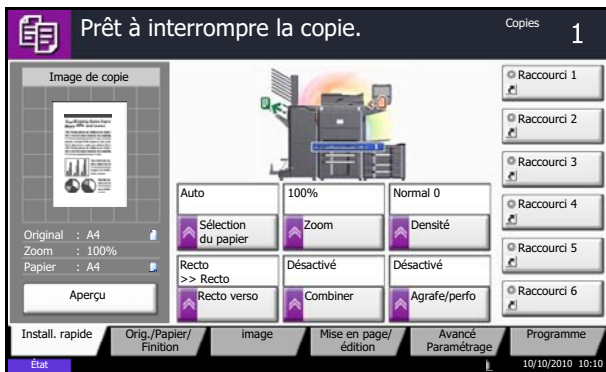 Prêt à interrompre la copie.
Copies
1
Image de copie
Original : A4
Zoom : 100%
Papier : A4
Aperçu
Auto
Sélection
du papier
100%
Zoom
Normal 0
Densité
Recto
>> Recto
Recto verso
Désactivé
Combiner
Désactivé
Agrafe/perfo
Raccourci 1
Raccourci 2
Raccourci 3
Raccourci 4
Raccourci 5
Raccourci 6
Install. rapide
Orig./Papier/
Finition
image
Mise en page/
édition
Avancé
Paramétrage
Programme
État
10/10/2010 10:10